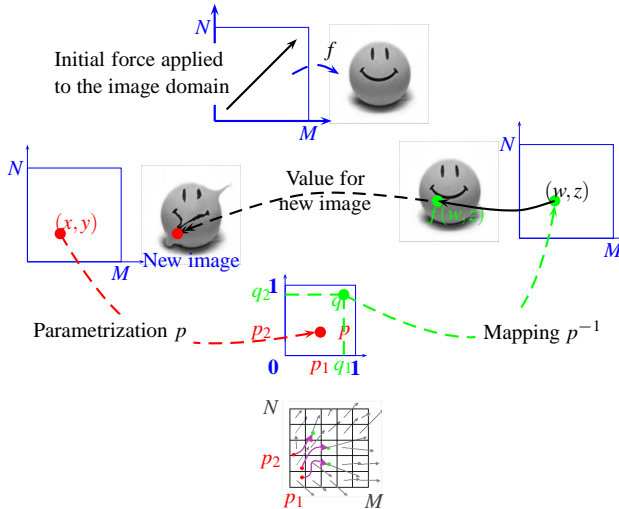 N
Initial force applied
to the image domain
f
M
N
(x, y)
M
New image
Value for
new image
f(w, z)
N
(w, z)
M
1
q2
q
Parametrization p
p2
p
Mapping p−1
0
p1
q1
1
N
p2
p1
M